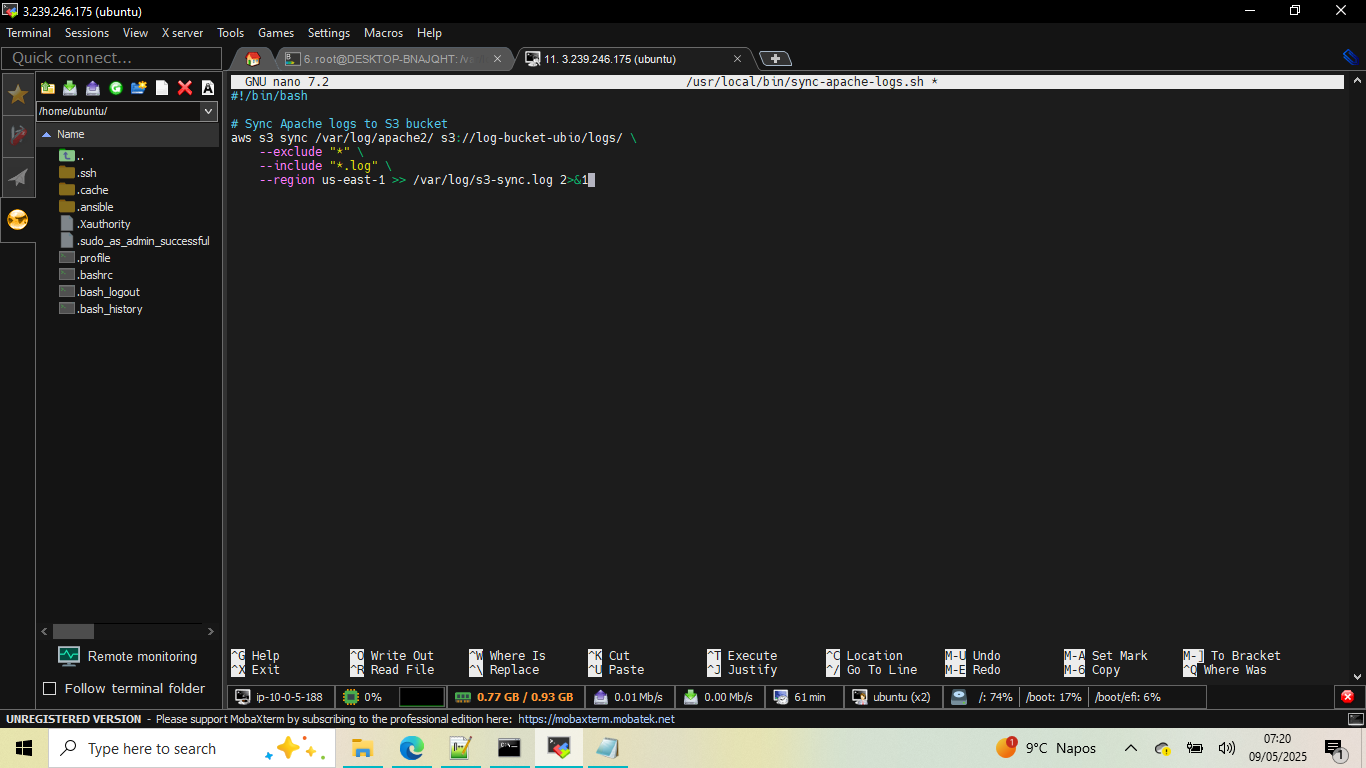 3.239.246.175 (ubuntu)
Terminal Sessions View X server Tools Games Settings Macros Help
Quick connect...
6. root@DESKTOP-BNAJQHT:
11. 3.239.246.175 (ubuntu)
/home/ubuntu/
Name
..
.ssh
.cache
.ansible
.Xauthority
.sudo_as_admin_successful
.profile
.bashrc
.bash_logout
.bash_history
Remote monitoring
Follow terminal folder
GNU nano 7.2 /usr/local/bin/sync-apache-logs.sh *
#!/bin/bash
# Sync Apache logs to S3 bucket
aws s3 sync /var/log/apache2/ s3://log-bucket-ubio/logs/ \
--exclude "*" \
--include "*.log" \
--region us-east-1 >> /var/log/s3-sync.log 2>&1
^G Help ^O Write Out ^W Where Is ^K Cut ^T Execute ^C Location M-U Undo M-A Set Mark M-] To Bracket
^X Exit ^R Read File ^\ Replace ^U Paste ^J Justify ^/ Go To Line M-E Redo M-6 Copy ^Q Where Was
ip-10-0-5-188 0% 0.77 GB / 0.93 GB 0.01 Mb/s 0.00 Mb/s 61 min ubuntu (x2) /: 74% /boot: 17% /boot/efi: 6%
UNREGISTERED VERSION - Please support MobaXterm by subscribing to the professional edition here: https://mobaxterm.mobatek.net
Type here to search
1
9°C Napos
07:20
09/05/2025
1